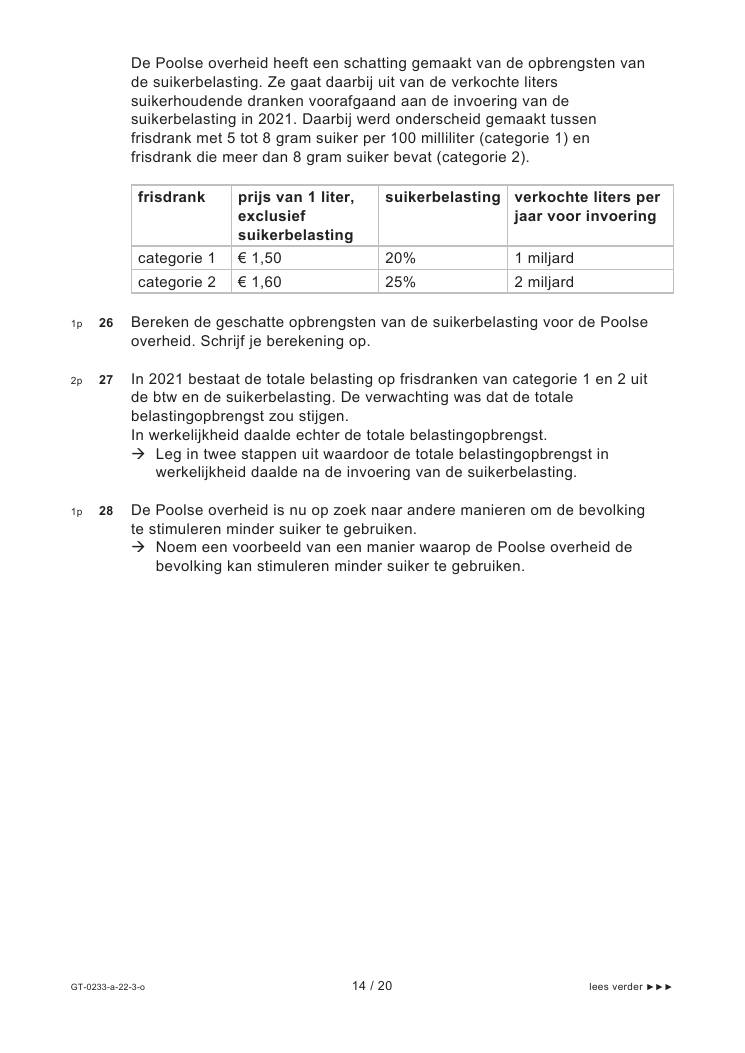 De Poolse overheid heeft een schatting gemaakt van de opbrengsten van
de suikerbelasting. Ze gaat daarbij uit van de verkochte liters
suikerhoudende dranken voorafgaand aan de invoering van de
suikerbelasting in 2021. Daarbij werd onderscheid gemaakt tussen
frisdrank met 5 tot 8 gram suiker per 100 milliliter (categorie 1) en
frisdrank die meer dan 8 gram suiker bevat (categorie 2).
frisdrank prijs van 1 liter, exclusief suikerbelasting suikerbelasting verkochte liters per jaar voor invoering
categorie 1 € 1,50 20% 1 miljard
categorie 2 € 1,60 25% 2 miljard
1p 26 Bereken de geschatte opbrengsten van de suikerbelasting voor de Poolse
overheid. Schrijf je berekening op.
2p 27 In 2021 bestaat de totale belasting op frisdranken van categorie 1 en 2 uit
de btw en de suikerbelasting. De verwachting was dat de totale
belastingopbrengst zou stijgen.
In werkelijkheid daalde echter de totale belastingopbrengst.
→ Leg in twee stappen uit waardoor de totale belastingopbrengst in
werkelijkheid daalde na de invoering van de suikerbelasting.
1p 28 De Poolse overheid is nu op zoek naar andere manieren om de bevolking
te stimuleren minder suiker te gebruiken.
→ Noem een voorbeeld van een manier waarop de Poolse overheid de
bevolking kan stimuleren minder suiker te gebruiken.
GT-0233-a-22-3-o 14 / 20 lees verder ►►►